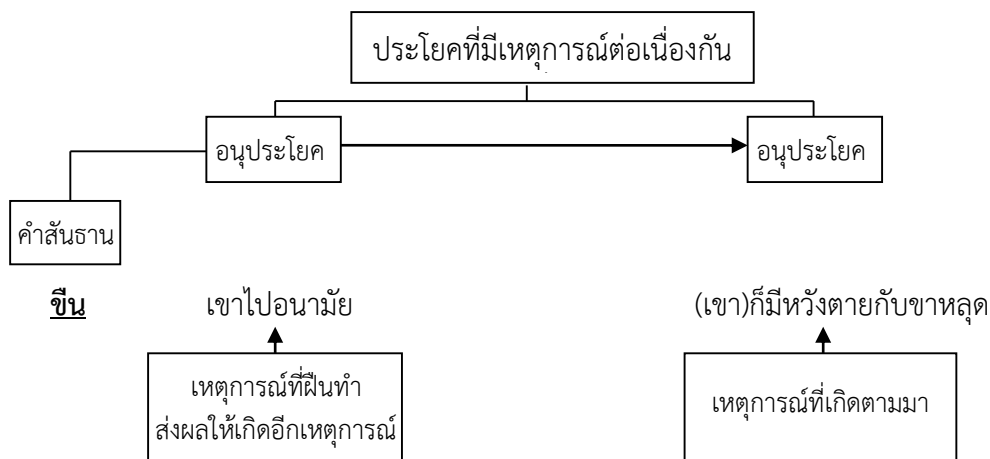 ประโยคที่มีเหตุการณ์ต่อเนื่องกัน
อนุประโยค
อนุประโยค
คำสันธาน
ขืน
เขาไปอนามัย
(เขา)ก็มีหวังตายกับขาหลุด
เหตุการณ์ที่ฝืนทำ
ส่งผลให้เกิดอีกเหตุการณ์
เหตุการณ์ที่เกิดตามมา